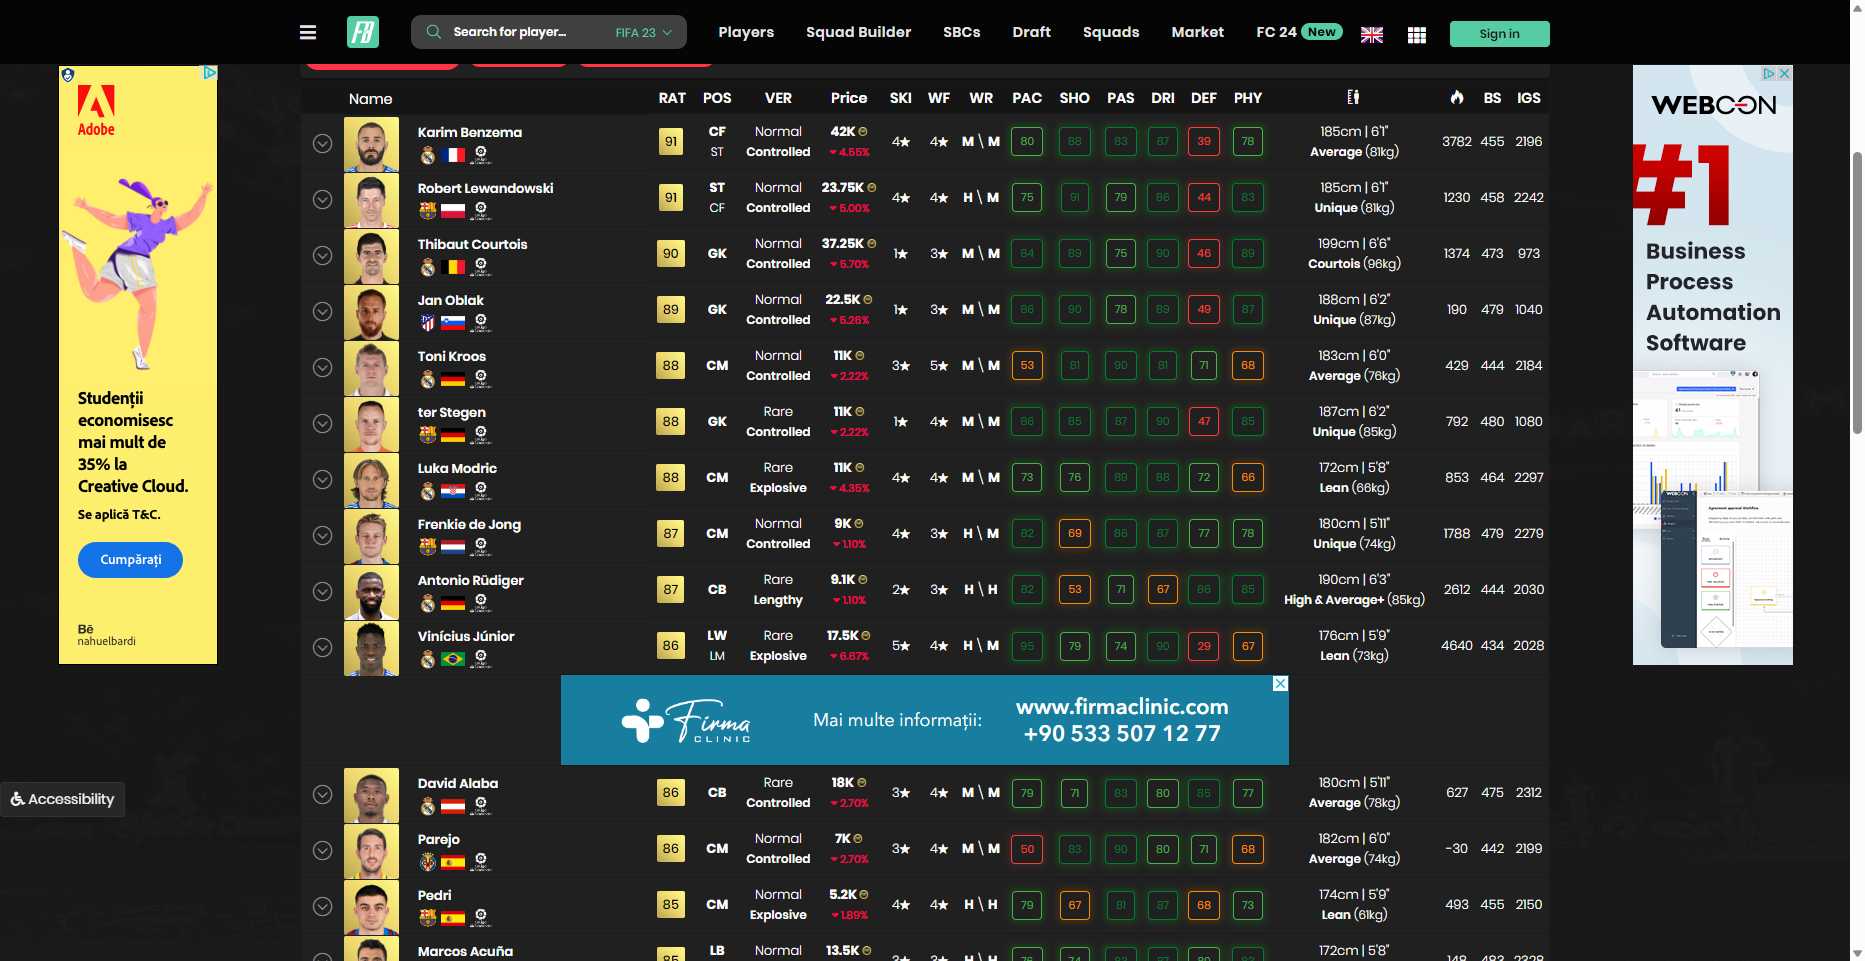 FB
Search for player...
FIFA 23
Players
Squad Builder
SBCs
Draft
Squads
Market
FC 24 New
Sign in
Name RAT POS VER Price SKI WF WR PAC SHO PAS DRI DEF PHY BS IGS
Karim Benzema 91 CF ST Normal Controlled 42K 4.55% 4★ 4★ M \ M 80 88 83 87 39 78 185cm | 6'1" Average (81kg) 3782 455 2196
Robert Lewandowski 91 ST CF Normal Controlled 23.75K 5.00% 4★ 4★ H \ M 75 91 79 86 44 83 185cm | 6'1" Unique (81kg) 1230 458 2242
Thibaut Courtois 90 GK Normal Controlled 37.25K 5.70% 1★ 3★ M \ M 84 89 75 90 46 89 199cm | 6'6" Courtois (96kg) 1374 473 973
Jan Oblak 89 GK Normal Controlled 22.5K 5.26% 1★ 3★ M \ M 86 90 78 89 49 87 188cm | 6'2" Unique (87kg) 190 479 1040
Toni Kroos 88 CM Normal Controlled 11K 2.22% 3★ 5★ M \ M 53 81 90 81 71 68 183cm | 6'0" Average (76kg) 429 444 2184
ter Stegen 88 GK Rare Controlled 11K 2.22% 1★ 4★ M \ M 86 85 87 90 47 85 187cm | 6'2" Unique (85kg) 792 480 1080
Luka Modric 88 CM Rare Explosive 11K 4.35% 4★ 4★ M \ M 73 76 89 88 72 66 172cm | 5'8" Lean (66kg) 853 464 2297
Frenkie de Jong 87 CM Normal Controlled 9K 1.10% 4★ 3★ H \ M 82 69 86 87 77 78 180cm | 5'11" Unique (74kg) 1788 479 2279
Antonio Rüdiger 87 CB Rare Lengthy 9.1K 1.10% 2★ 3★ H \ H 82 53 71 67 86 85 190cm | 6'3" High & Average+ (85kg) 2612 444 2030
Vinícius Júnior 86 LW LM Rare Explosive 17.5K 6.67% 5★ 4★ H \ M 95 79 74 90 29 67 176cm | 5'9" Lean (73kg) 4640 434 2028
Firma CLINIC
Mai multe informații:
www.firmaclinic.com
+90 533 507 12 77
David Alaba 86 CB Rare Controlled 18K 2.70% 3★ 4★ M \ M 79 71 83 80 85 77 180cm | 5'11" Average (78kg) 627 475 2312
Parejo 86 CM Normal Controlled 7K 2.70% 3★ 4★ M \ M 50 83 90 80 71 68 182cm | 6'0" Average (74kg) -30 442 2199
Pedri 85 CM Normal Explosive 5.2K 1.89% 4★ 4★ H \ H 79 67 81 87 68 73 174cm | 5'9" Lean (61kg) 493 455 2150
Marcos Acuña 85 LB Normal 13.5K 172cm | 5'8"
Adobe
Studenții
economisesc
mai mult de
35% la
Creative Cloud.
Se aplică T&C.
Cumpărați
Bē
nahuelbardi
Accessibility
WEBCON
#1
Business
Process
Automation
Software